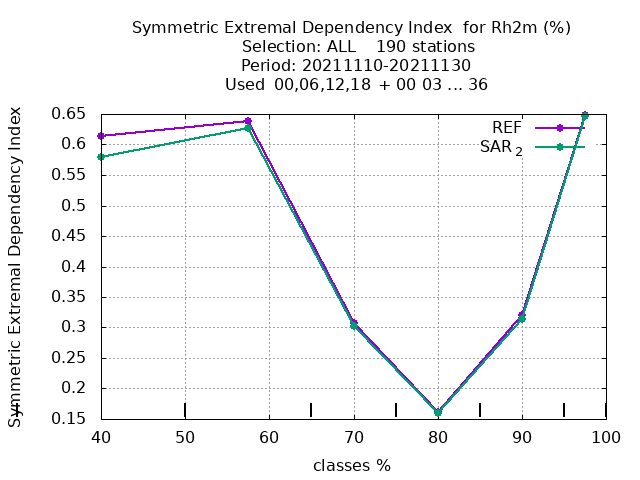 Symmetric Extremal Dependency Index  for Rh2m (%)
Selection: ALL    190 stations
Period: 20211110-20211130
Used  00,06,12,18  + 00 03 ... 36
Symmetric Extremal Dependency Index
0.65
0.6
0.55
0.5
0.45
0.4
0.35
0.3
0.25
0.2
0.15
REF
SAR 2
40 50 60 70 80 90 100
classes %